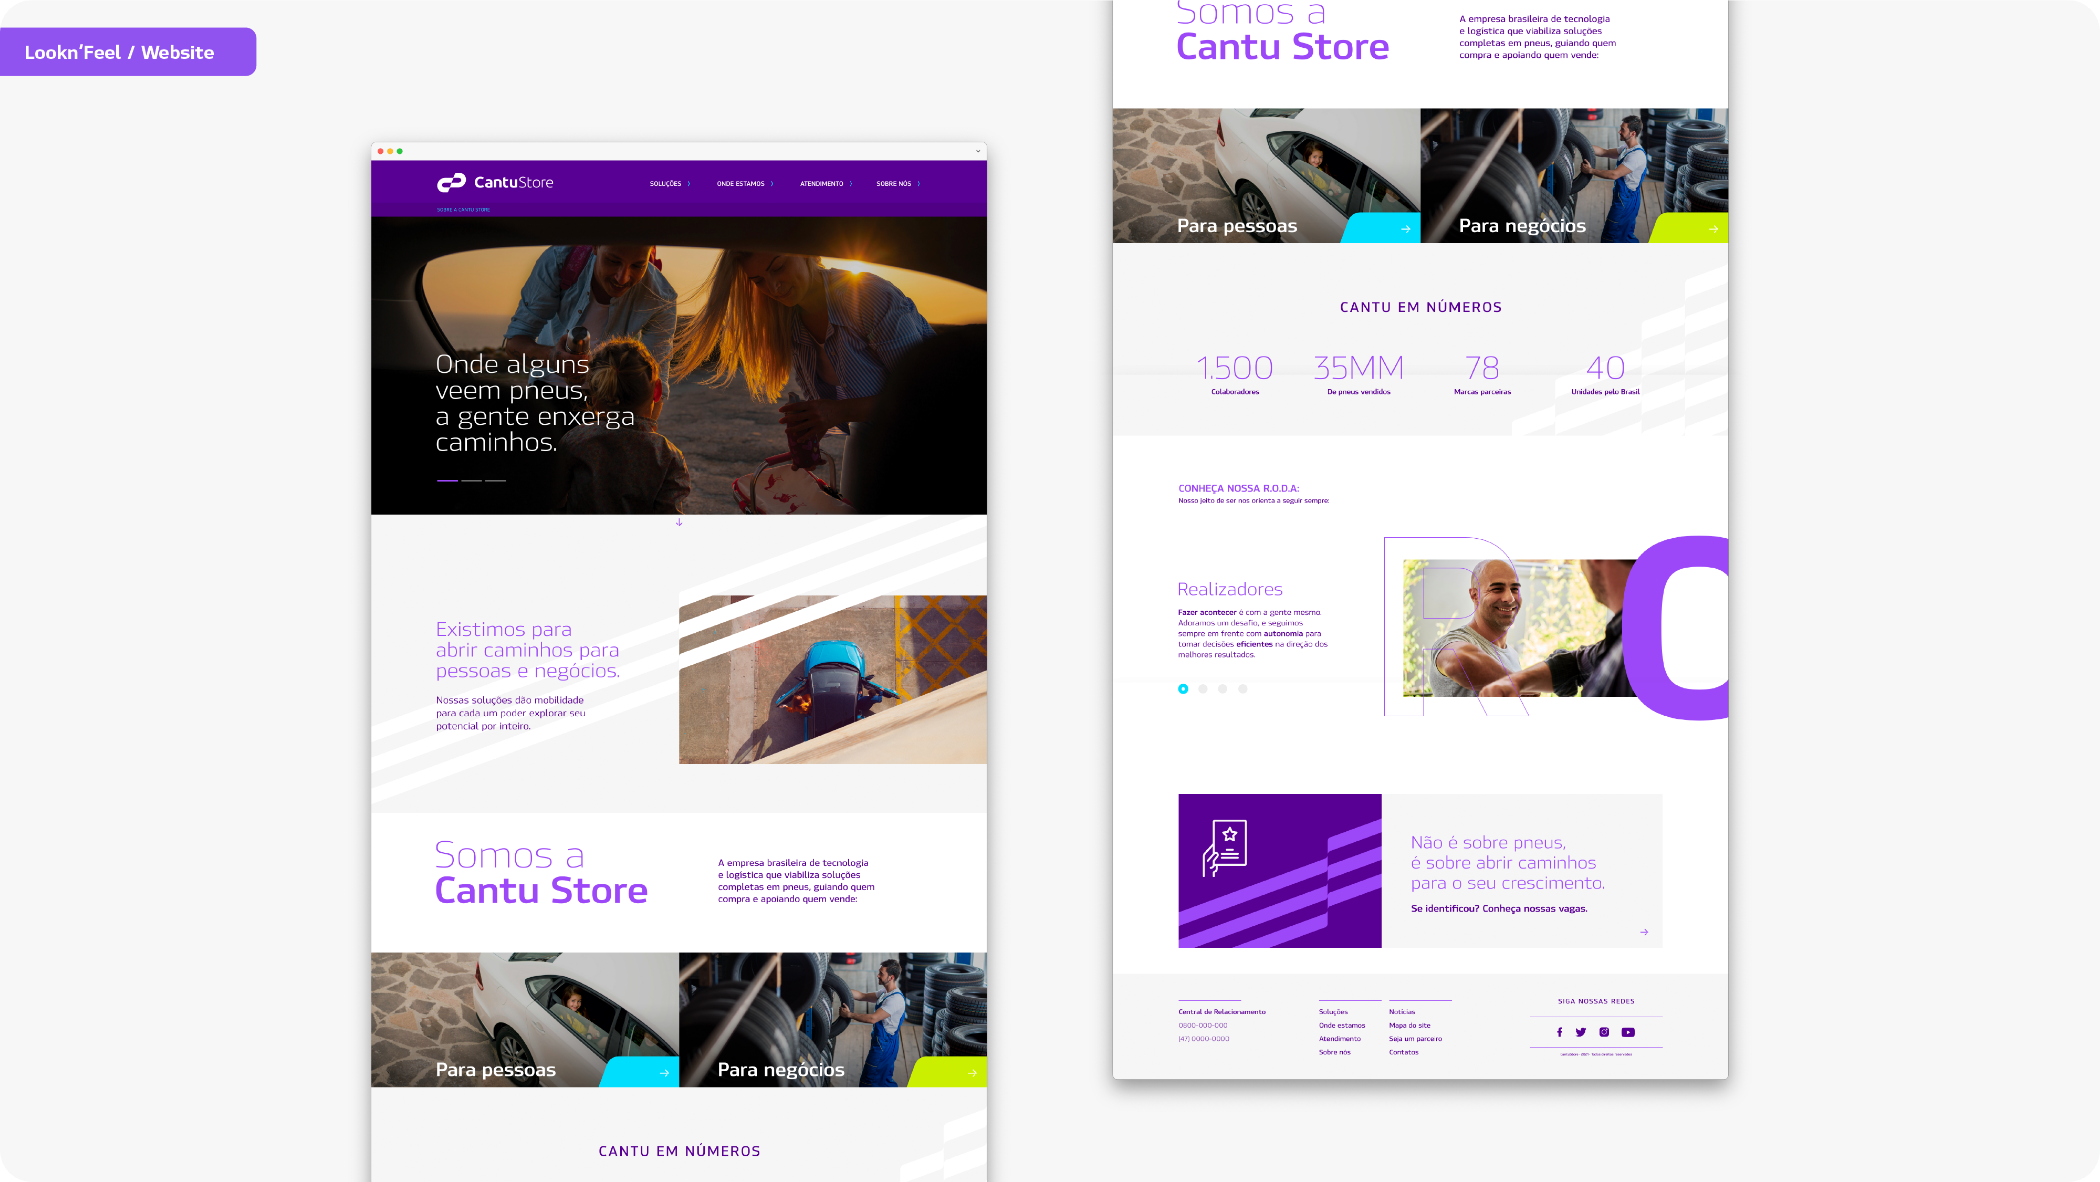 Lookn'Feel / Website
CantuStore
SOLUÇÕES
ONDE ESTAMOS
ATENDIMENTO
SOBRE NÓS
SOBRE A CANTU STORE
Onde alguns
veem pneus,
a gente enxerga
caminhos.
Existimos para
abrir caminhos para
pessoas e negócios.
Nossas soluções dão mobilidade
para cada um poder explorar seu
potencial por inteiro.
Somos a
Cantu Store
A empresa brasileira de tecnologia
e logística que viabiliza soluções
completas em pneus, guiando quem
compra e apoiando quem vende:
Para pessoas
Para negócios
CANTU EM NÚMEROS
Somos a
Cantu Store
A empresa brasileira de tecnologia
e logística que viabiliza soluções
completas em pneus, guiando quem
compra e apoiando quem vende:
Para pessoas
Para negócios
CANTU EM NÚMEROS
1.500
Colaboradores
35MM
De pneus vendidos
78
Marcas parceiras
40
Unidades pelo Brasil
CONHEÇA NOSSA R.O.D.A:
Nosso jeito de ser nos orienta a seguir sempre:
Realizadores
Fazer acontecer é com a gente mesmo.
Adoramos um desafio, e seguimos
sempre em frente com autonomia para
tomar decisões eficientes na direção dos
melhores resultados.
R
O
Não é sobre pneus,
é sobre abrir caminhos
para o seu crescimento.
Se identificou? Conheça nossas vagas.
Central de Relacionamento
0800-000-000
(47) 0000-0000
Soluções
Onde estamos
Atendimento
Sobre nós
Notícias
Mapa do site
Seja um parceiro
Contatos
SIGA NOSSAS REDES